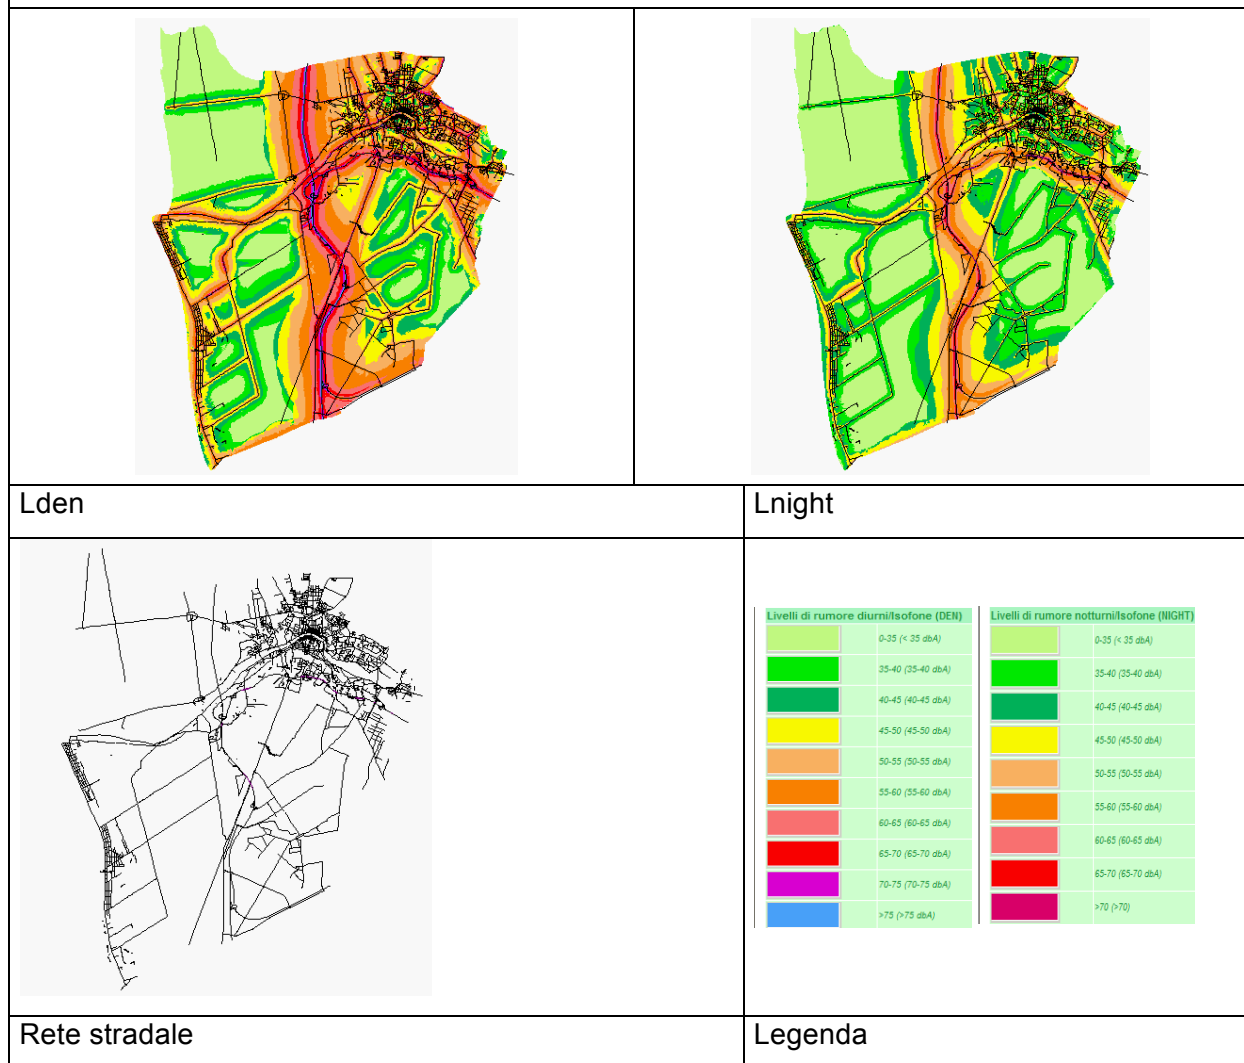 Lden
Lnight
Livelli di rumore diurni/Isofone (DEN)
0-35 (< 35 dbA)
35-40 (35-40 dbA)
40-45 (40-45 dbA)
45-50 (45-50 dbA)
50-55 (50-55 dbA)
55-60 (55-60 dbA)
60-65 (60-65 dbA)
65-70 (65-70 dbA)
70-75 (70-75 dbA)
>75 (>75 dbA)
Livelli di rumore notturni/Isofone (NIGHT)
0-35 (< 35 dbA)
35-40 (35-40 dbA)
40-45 (40-45 dbA)
45-50 (45-50 dbA)
50-55 (50-55 dbA)
55-60 (55-60 dbA)
60-65 (60-65 dbA)
65-70 (65-70 dbA)
>70 (>70)
Rete stradale
Legenda